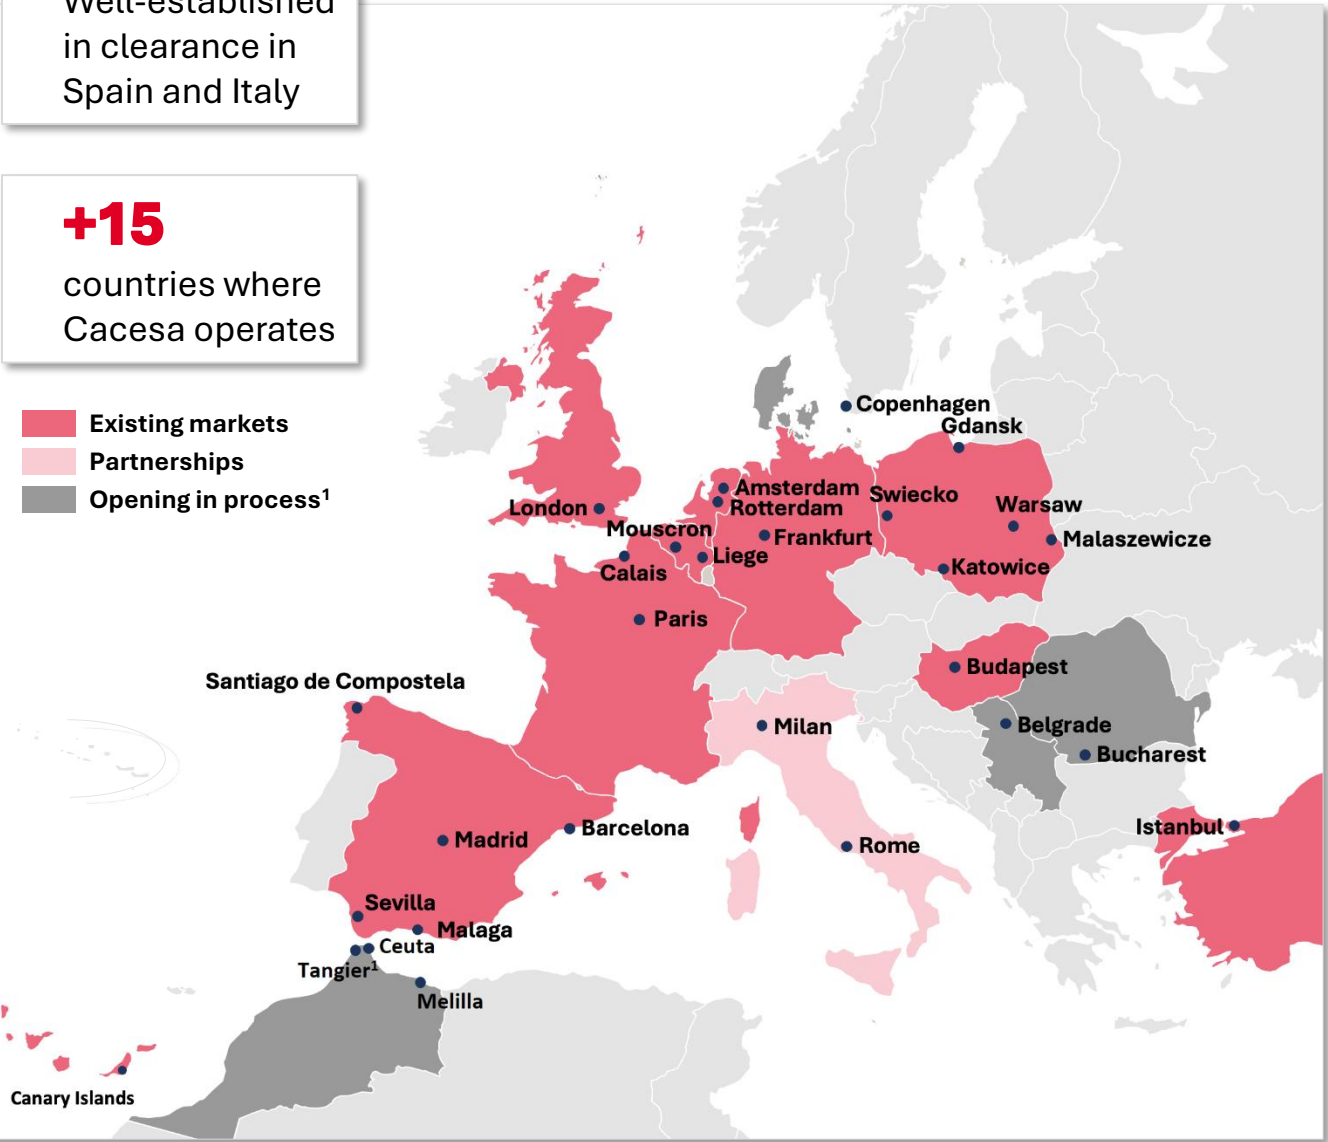 Well-established
in clearance in
Spain and Italy
+15
countries where
Cacesa operates
Existing markets
Partnerships
Opening in process¹
Copenhagen
Gdansk
Amsterdam
Swiecko
London
Rotterdam
Warsaw
Mouscron
Frankfurt
Malaszewicze
Liege
Calais
Katowice
Paris
Budapest
Santiago de Compostela
Milan
Belgrade
Bucharest
Barcelona
Istanbul
Madrid
Rome
Sevilla
Malaga
Ceuta
Tangier¹
Melilla
Canary Islands